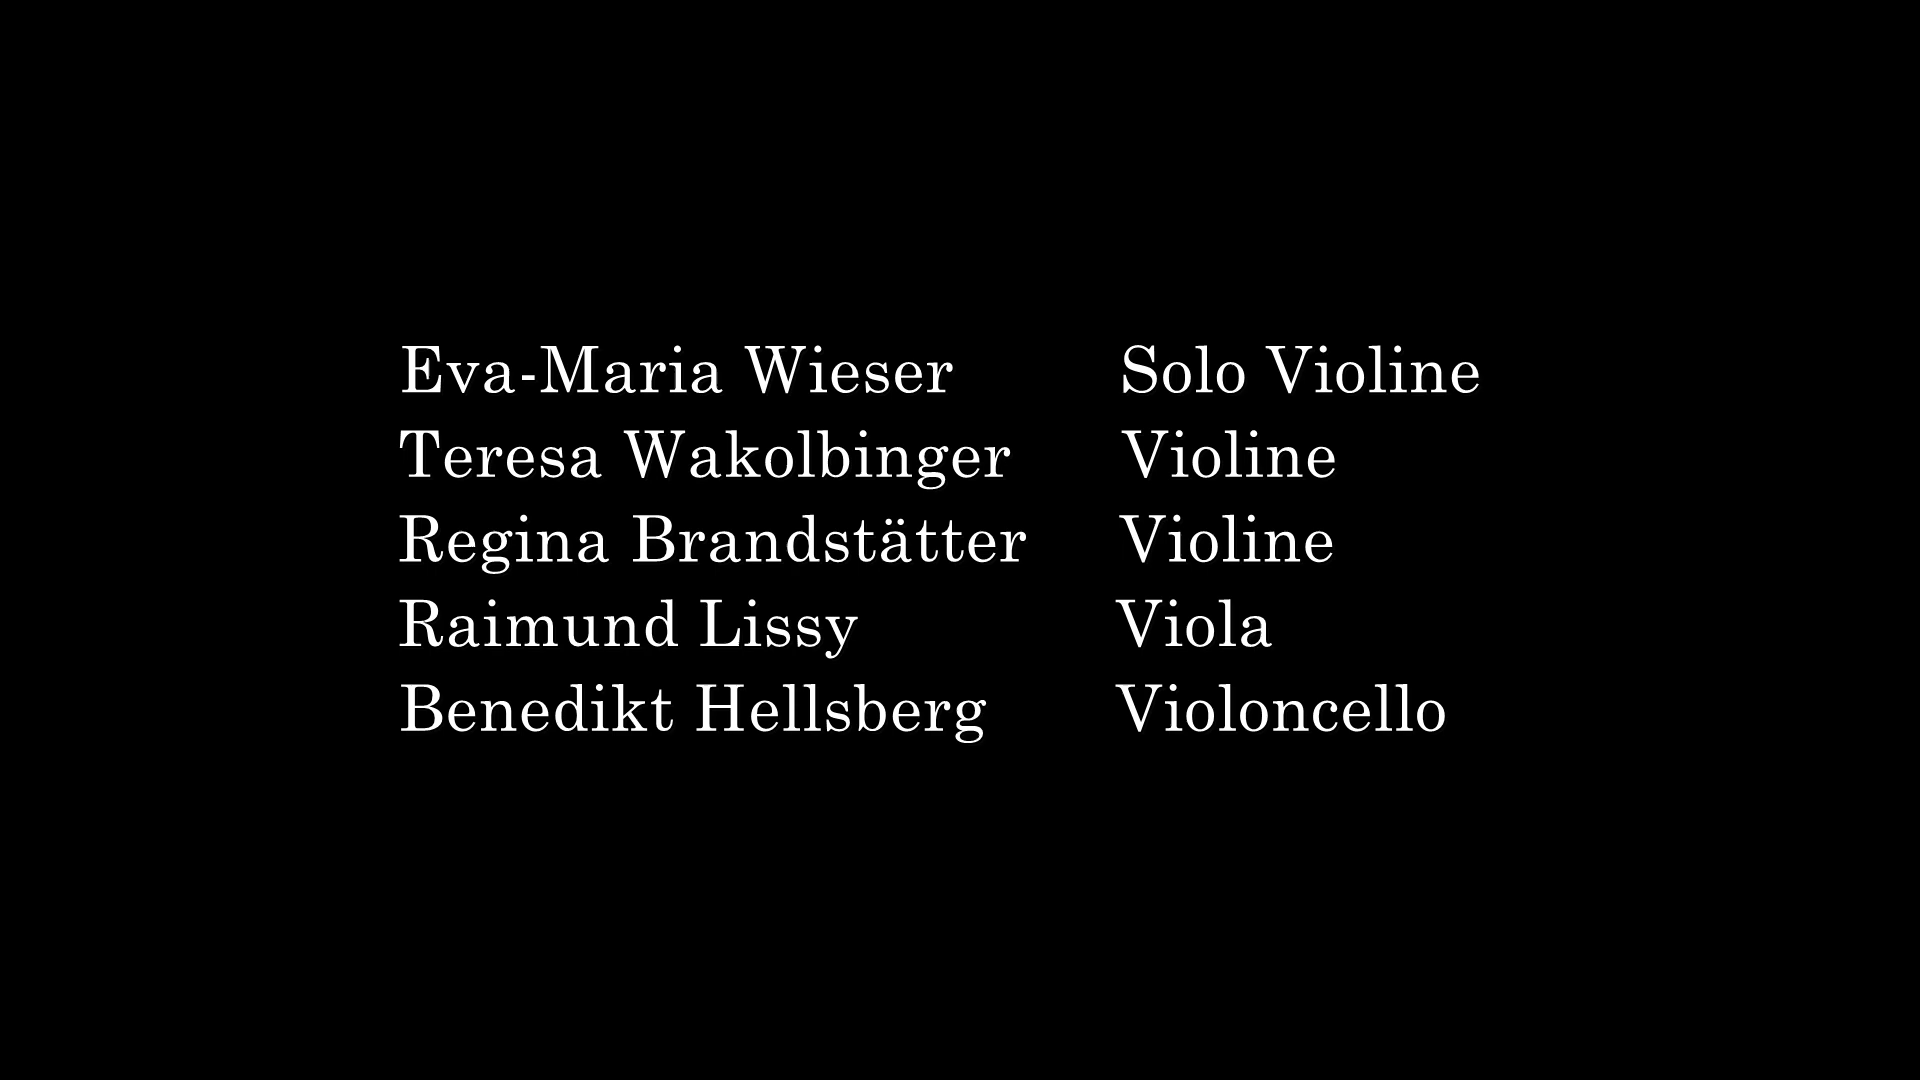 Eva-Maria Wieser Solo Violine
Teresa Wakolbinger Violine
Regina Brandstätter Violine
Raimund Lissy Viola
Benedikt Hellsberg Violoncello